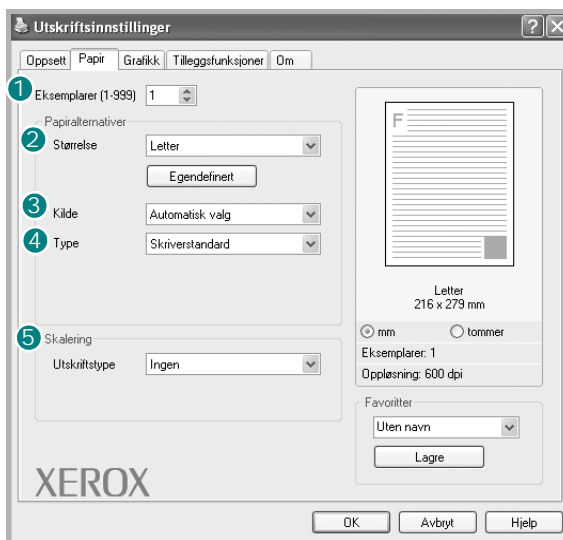 Utskriftsinnstillinger
Oppsett Papir Grafikk Tilleggsfunksjoner Om
1 Eksemplarer (1-999) 1
Papiralternativer
2 Størrelse Letter
Egendefinert
3 Kilde Automatisk valg
4 Type Skriverstandard
5 Skalering
Utskriftstype Ingen
XEROX
F
Letter
216 x 279 mm
mm tommer
Eksemplarer: 1
Oppløsning: 600 dpi
Favoritter
Uten navn
Lagre
OK Avbryt Hjelp